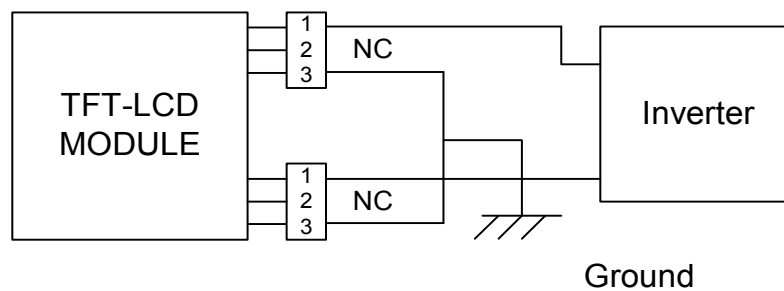 TFT-LCD
MODULE
1
2
3
NC
1
2
3
NC
Inverter
Ground